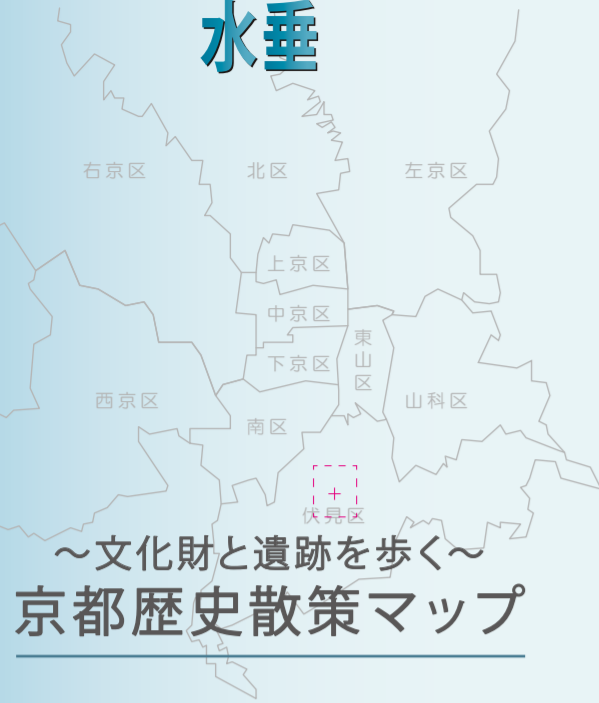 水垂
右京区
北区
左京区
上京区
中京区
下京区
東山区
西京区
南区
山科区
伏見区
～文化財と遺跡を歩く～
京都歴史散策マップ